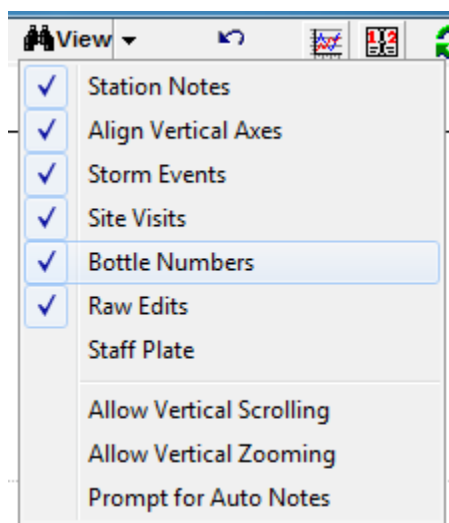 View
Station Notes
Align Vertical Axes
Storm Events
Site Visits
Bottle Numbers
Raw Edits
Staff Plate
Allow Vertical Scrolling
Allow Vertical Zooming
Prompt for Auto Notes